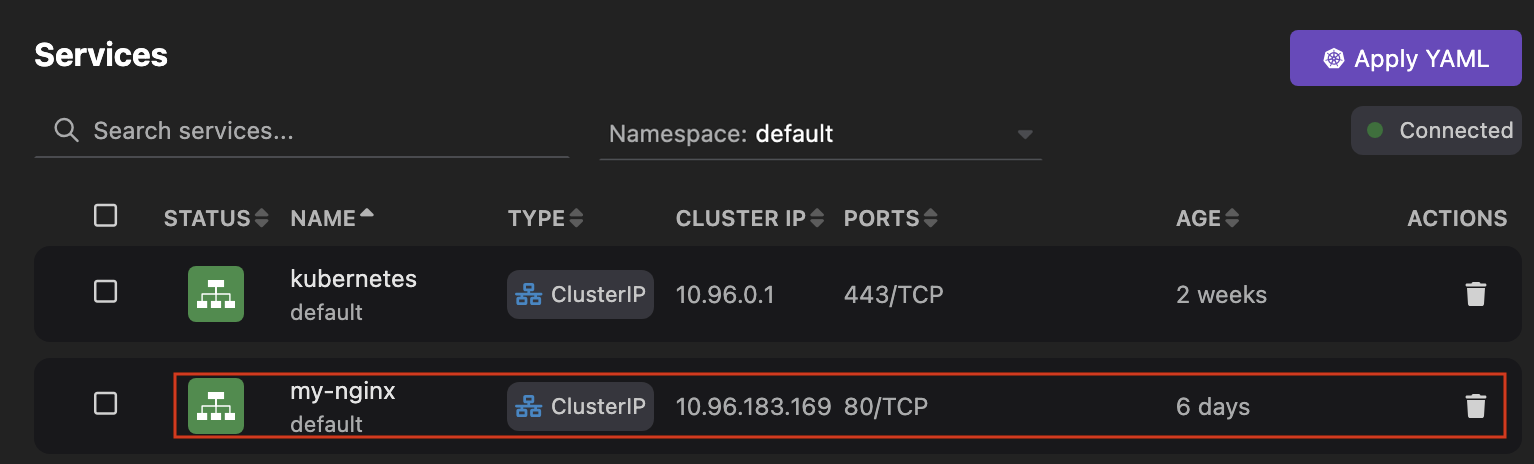 Services
Apply YAML
Search services...
Namespace: default
Connected
STATUS NAME TYPE CLUSTER IP PORTS AGE ACTIONS
kubernetes
default
ClusterIP 10.96.0.1 443/TCP 2 weeks
my-nginx
default
ClusterIP 10.96.183.169 80/TCP 6 days